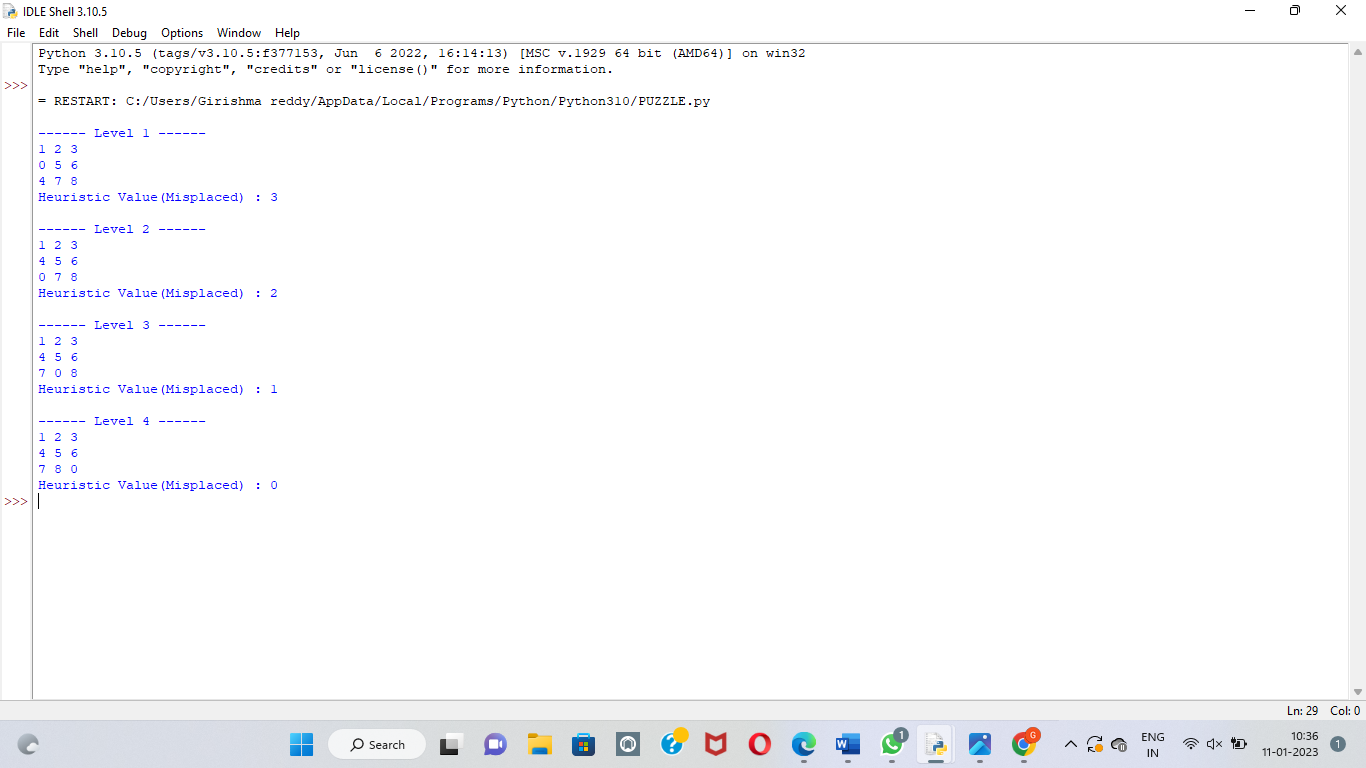 IDLE Shell 3.10.5
File Edit Shell Debug Options Window Help
Python 3.10.5 (tags/v3.10.5:f377153, Jun  6 2022, 16:14:13) [MSC v.1929 64 bit (AMD64)] on win32
Type "help", "copyright", "credits" or "license()" for more information.
>>>
= RESTART: C:/Users/Girishma reddy/AppData/Local/Programs/Python/Python310/PUZZLE.py
------ Level 1 ------
1 2 3
0 5 6
4 7 8
Heuristic Value(Misplaced) : 3
------ Level 2 ------
1 2 3
4 5 6
0 7 8
Heuristic Value(Misplaced) : 2
------ Level 3 ------
1 2 3
4 5 6
7 0 8
Heuristic Value(Misplaced) : 1
------ Level 4 ------
1 2 3
4 5 6
7 8 0
Heuristic Value(Misplaced) : 0
>>>
Ln: 29 Col: 0
Search
1
G
ENG
IN
10:36
11-01-2023
1